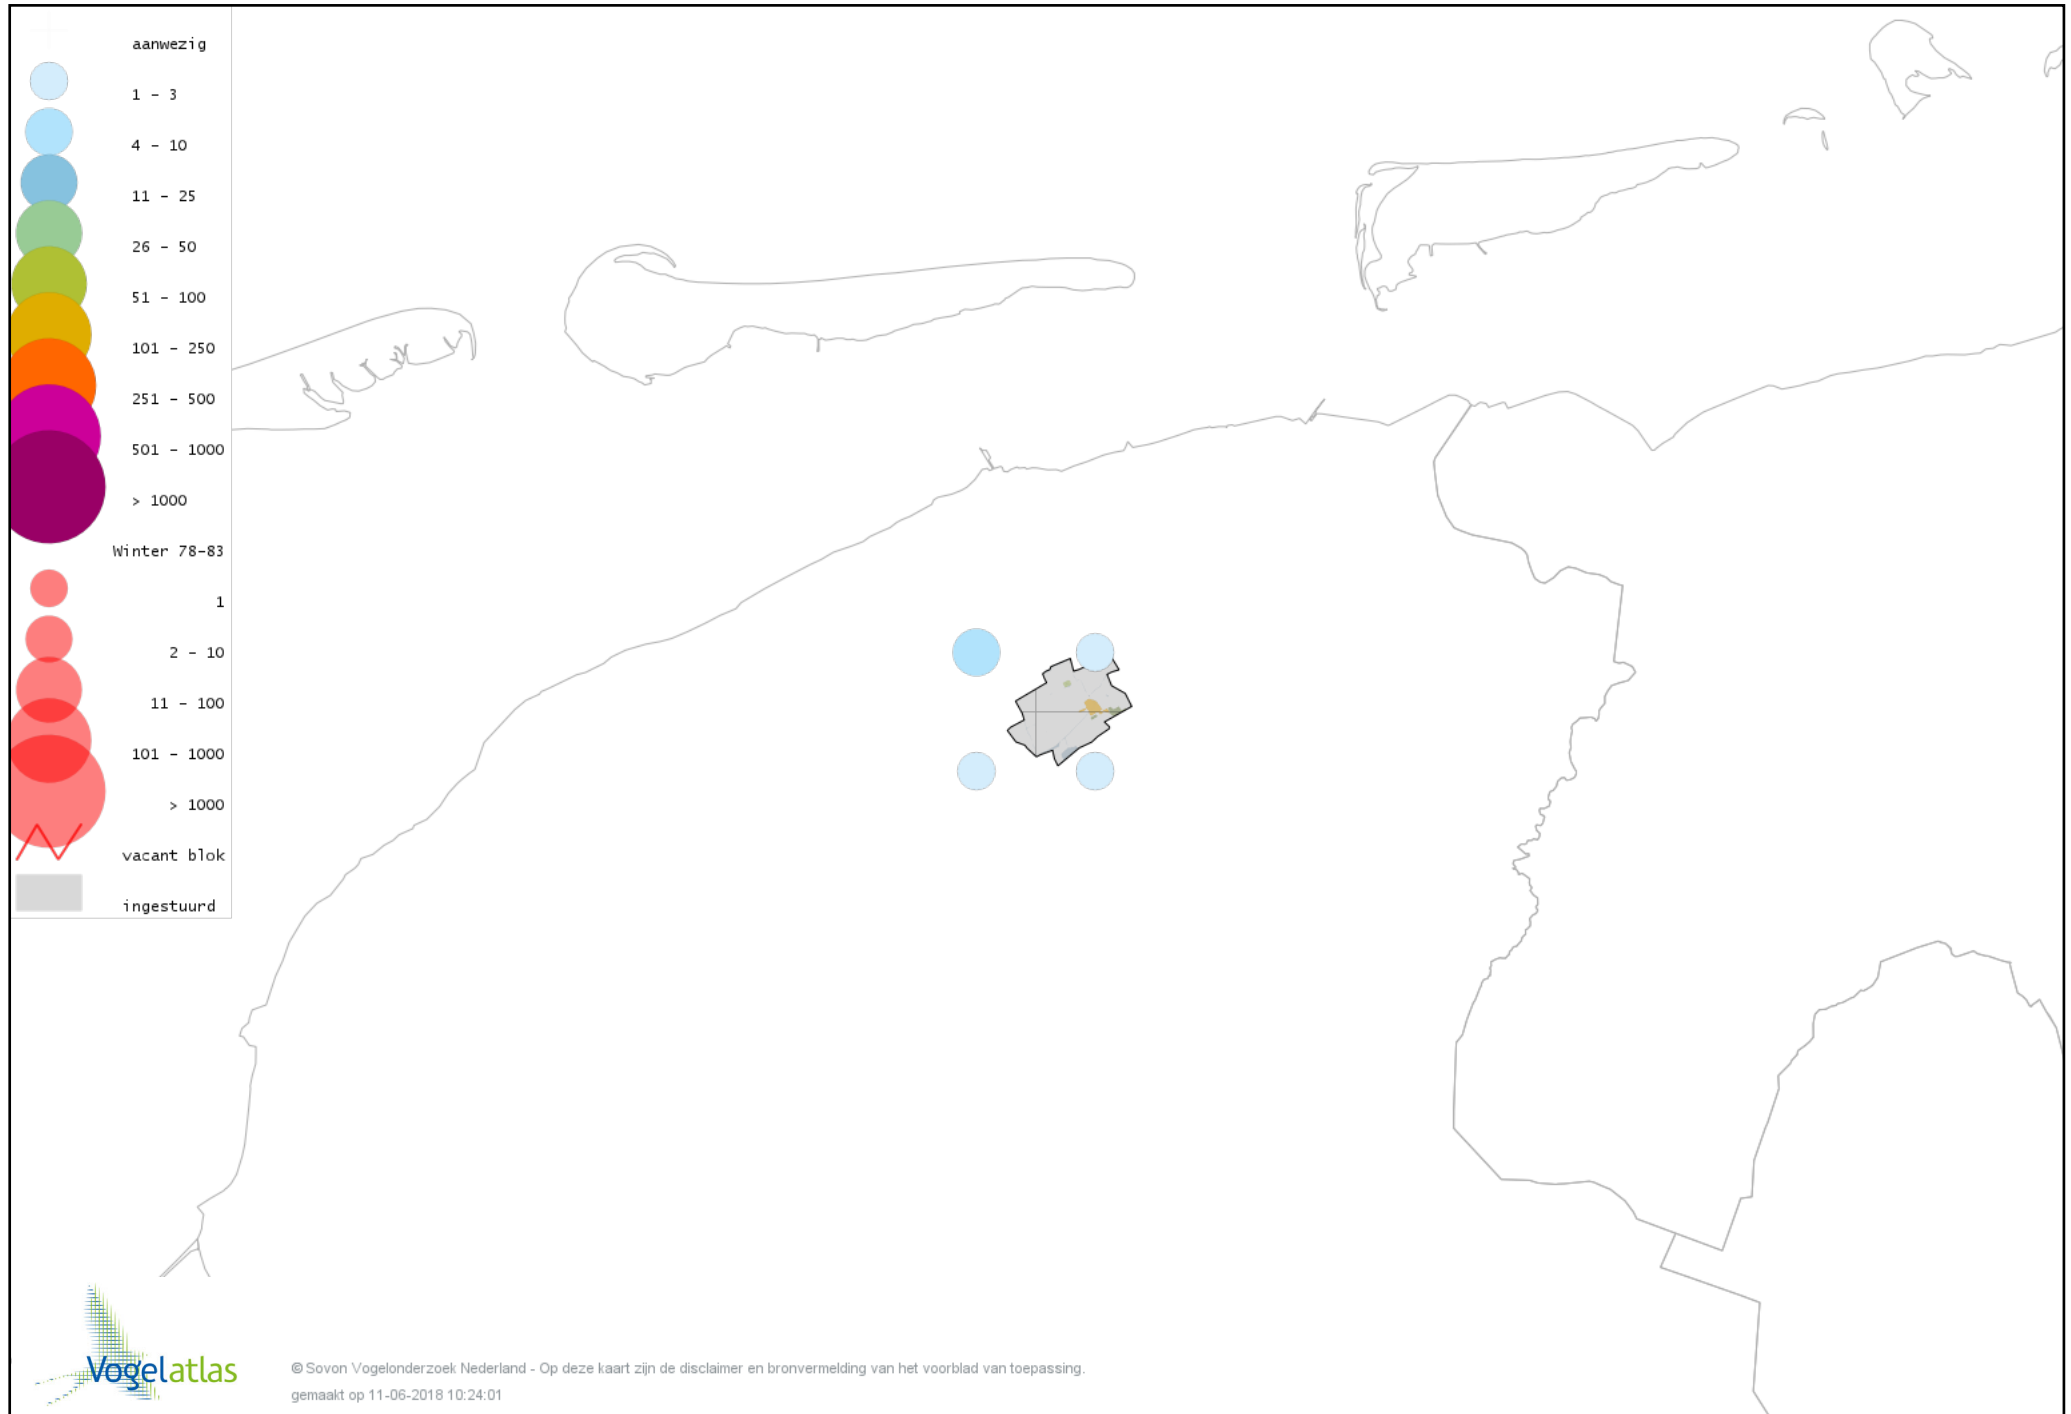 aanwezig
1 - 3
4 - 10
11 - 25
26 - 50
51 - 100
101 - 250
251 - 500
501 - 1000
> 1000
Winter 78-83
1
2 - 10
11 - 100
101 - 1000
> 1000
vacant blok
ingestuurd
Vogelatlas
© Sovon Vogelonderzoek Nederland - Op deze kaart zijn de disclaimer en bronvermelding van het voorblad van toepassing.
gemaakt op 11-06-2018 10:24:01